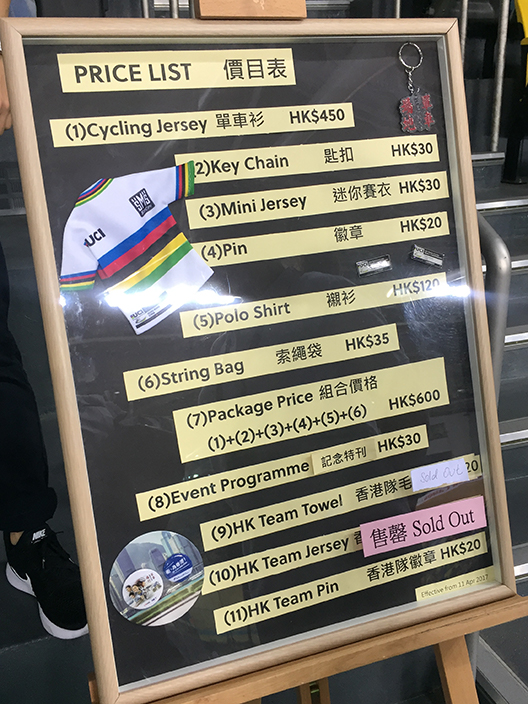 PRICE LIST 價目表
(1)Cycling Jersey 單車衫 HK$450
(2)Key Chain 匙扣 HK$30
(3)Mini Jersey 迷你賽衣 HK$30
(4)Pin 徽章 HK$20
UCI
(5)Polo Shirt 襯衫 HK$120
(6)String Bag 索繩袋 HK$35
(7)Package Price 組合價格
(1)+(2)+(3)+(4)+(5)+(6) HK$600
(8)Event Programme 記念特刊 HK$30
(9)HK Team Towel 香港隊毛 Sold Out 20
(10)HK Team Jersey 售罄 Sold Out
(11)HK Team Pin 香港隊徽章 HK$20
Effective from 11 Apr 2017
NIKE